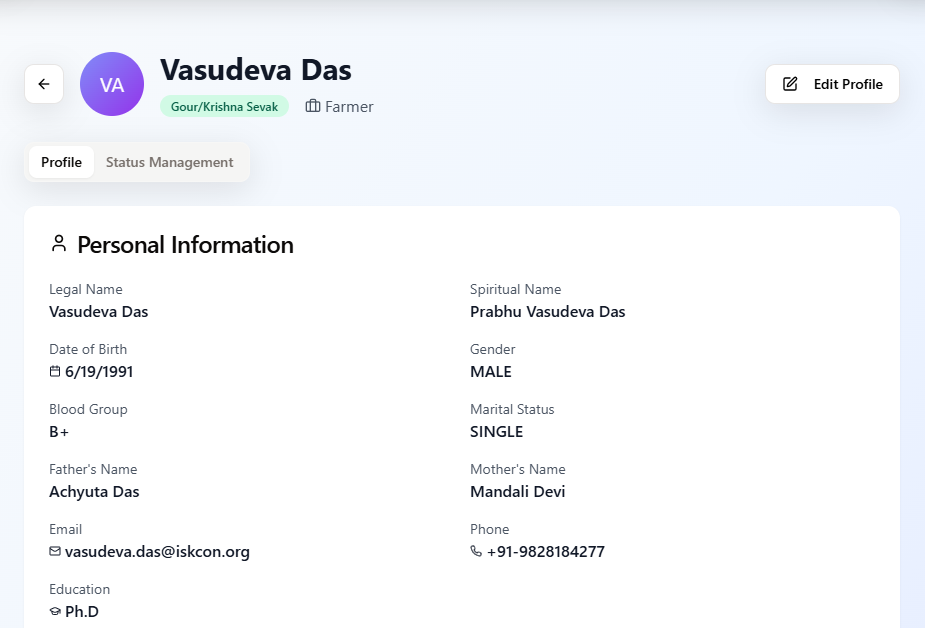 VA
Vasudeva Das
Gour/Krishna Sevak
Farmer
Edit Profile
Profile
Status Management
Personal Information
Legal Name
Vasudeva Das
Spiritual Name
Prabhu Vasudeva Das
Date of Birth
6/19/1991
Gender
MALE
Blood Group
B+
Marital Status
SINGLE
Father's Name
Achyuta Das
Mother's Name
Mandali Devi
Email
vasudeva.das@iskcon.org
Phone
+91-9828184277
Education
Ph.D